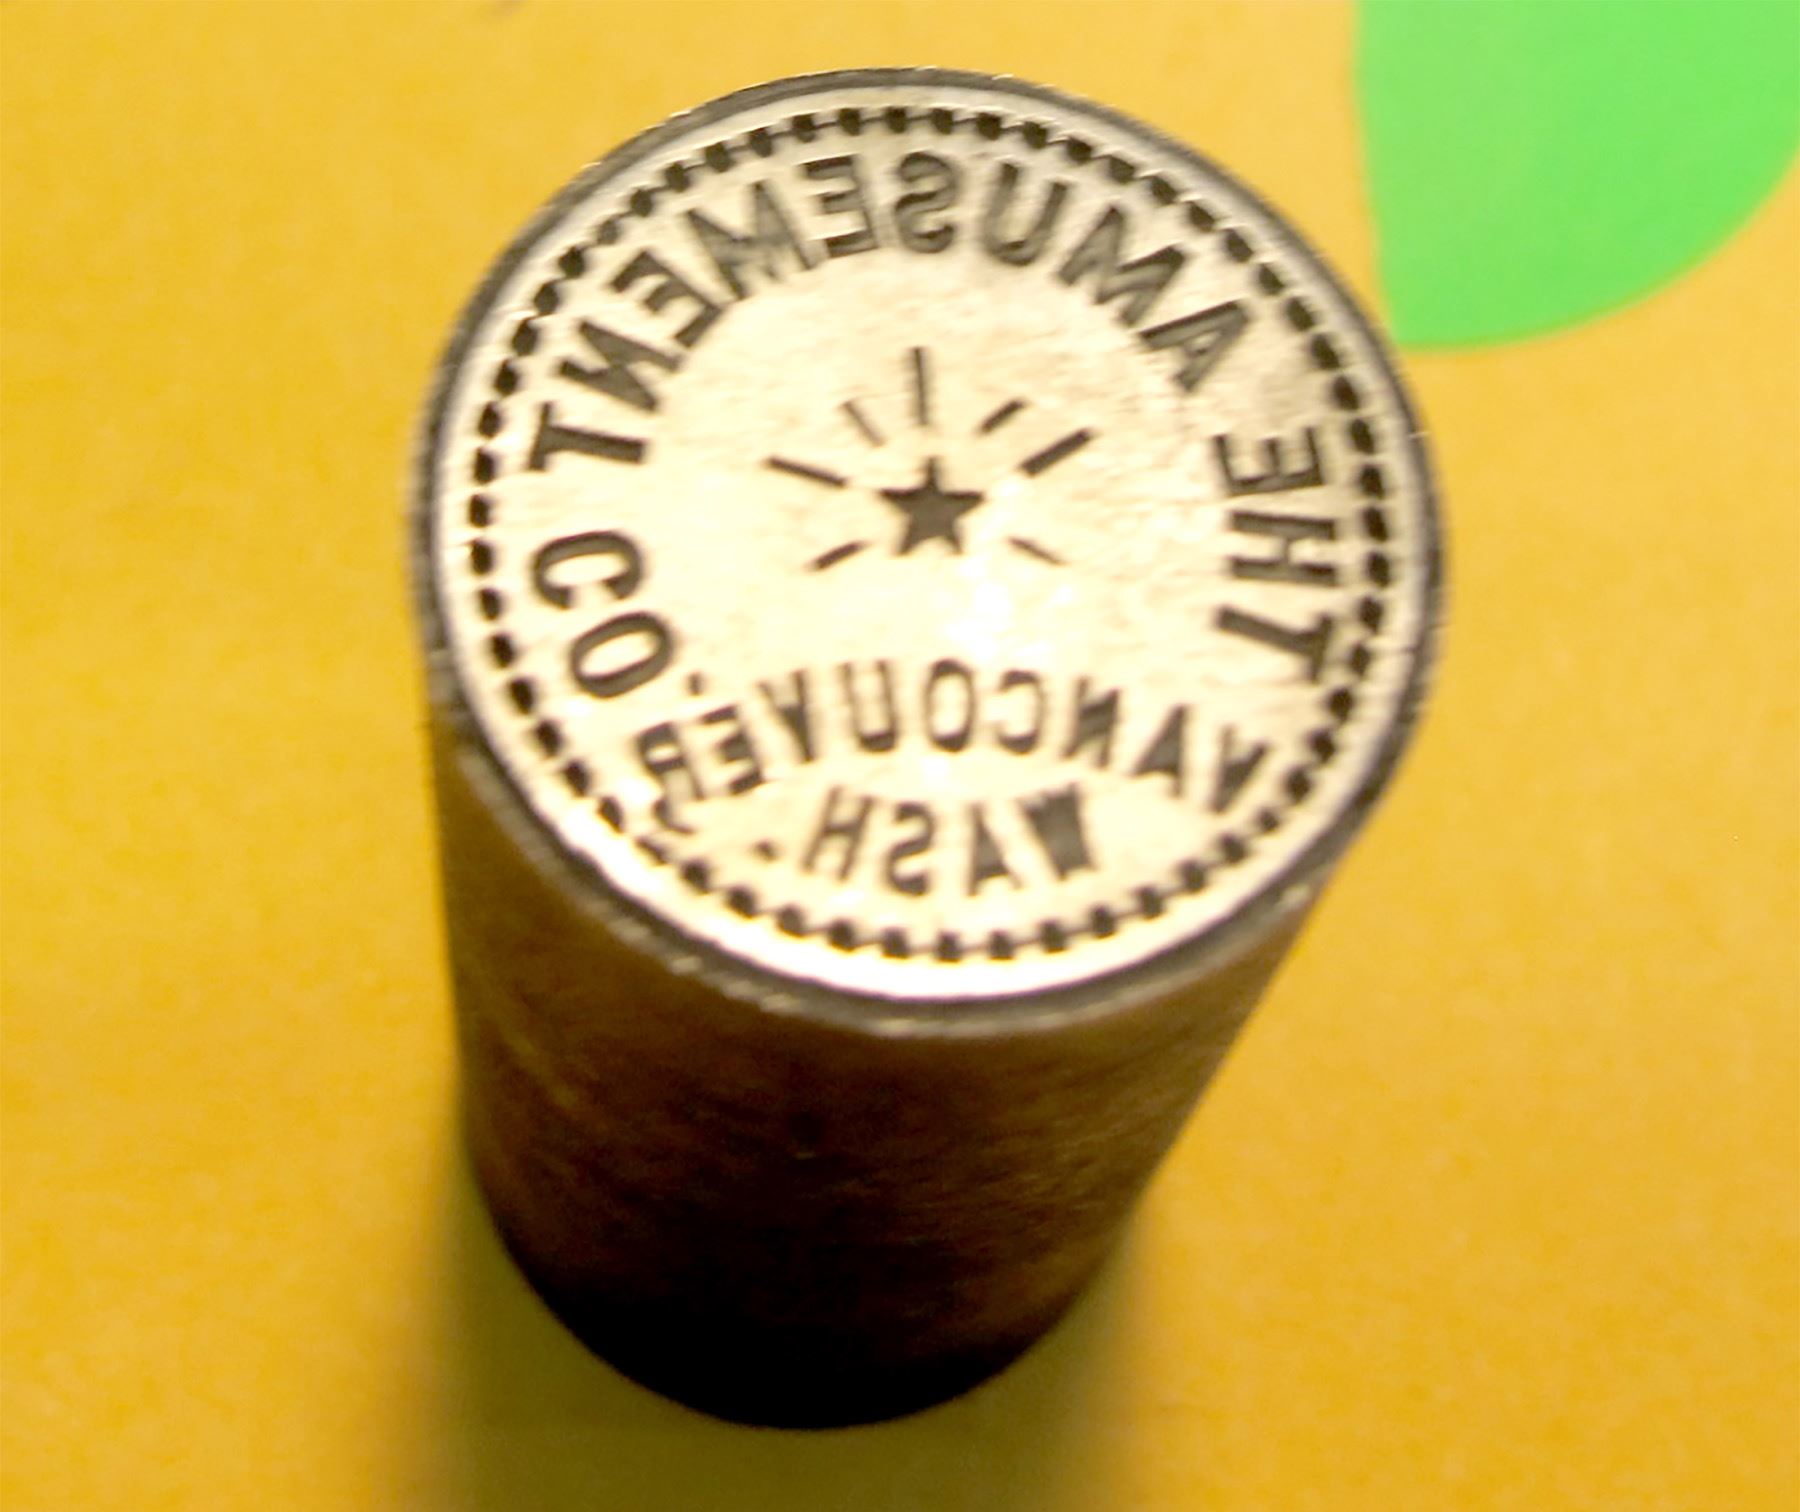 THE AMUSEMENT CO.
VANCOUVER
WASH.